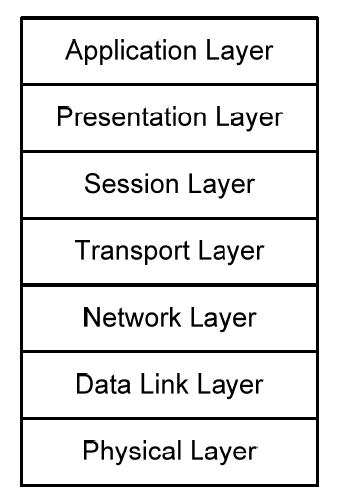 Application Layer
Presentation Layer
Session Layer
Transport Layer
Network Layer
Data Link Layer
Physical Layer